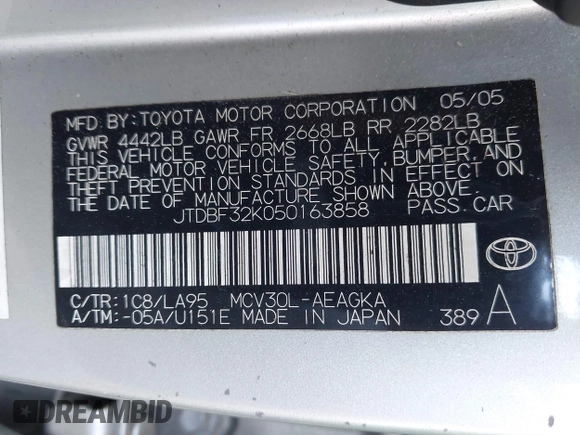 MFD. BY: TOYOTA MOTOR CORPORATION 05/05
GVWR 4442LB GAWR FR 2668LB RR 2282LB
THIS VEHICLE CONFORMS TO ALL APPLICABLE
FEDERAL MOTOR VEHICLE SAFETY, BUMPER, AND
THEFT PREVENTION STANDARDS IN EFFECT ON
THE DATE OF MANUFACTURE SHOWN ABOVE.
JTDBF32K050163858 PASS. CAR
C/TR: 1C8/LA95 MCV30L-AEAGKA
A/TM: -05A/U151E MADE IN JAPAN 389 A
DREAMBID